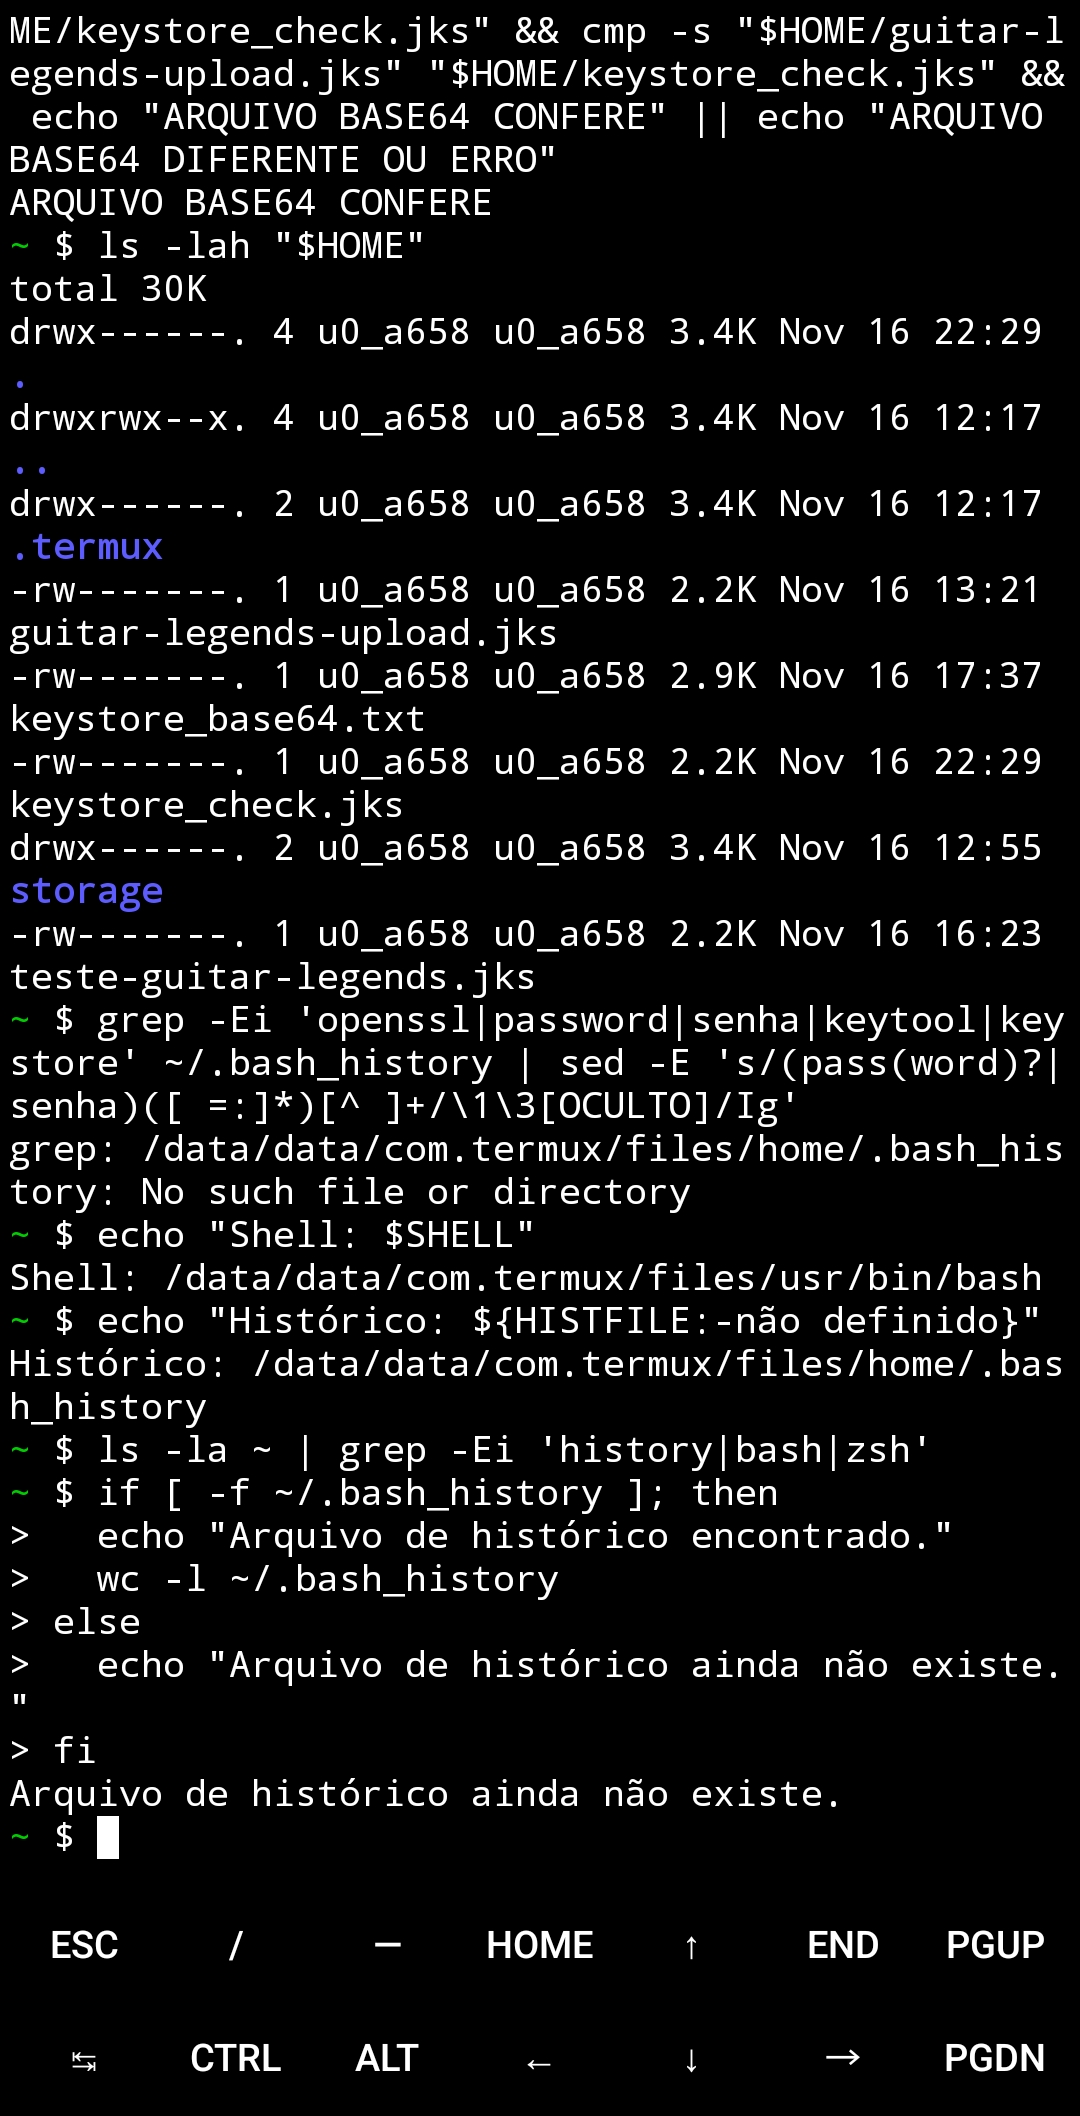 ME/keystore_check.jks" && cmp -s "$HOME/guitar-l
egends-upload.jks" "$HOME/keystore_check.jks" &&
 echo "ARQUIVO BASE64 CONFERE" || echo "ARQUIVO
BASE64 DIFERENTE OU ERRO"
ARQUIVO BASE64 CONFERE
~ $ ls -lah "$HOME"
total 30K
drwx------. 4 u0_a658 u0_a658 3.4K Nov 16 22:29
.
drwxrwx--x. 4 u0_a658 u0_a658 3.4K Nov 16 12:17
..
drwx------. 2 u0_a658 u0_a658 3.4K Nov 16 12:17
.termux
-rw-------. 1 u0_a658 u0_a658 2.2K Nov 16 13:21
guitar-legends-upload.jks
-rw-------. 1 u0_a658 u0_a658 2.9K Nov 16 17:37
keystore_base64.txt
-rw-------. 1 u0_a658 u0_a658 2.2K Nov 16 22:29
keystore_check.jks
drwx------. 2 u0_a658 u0_a658 3.4K Nov 16 12:55
storage
-rw-------. 1 u0_a658 u0_a658 2.2K Nov 16 16:23
teste-guitar-legends.jks
~ $ grep -Ei 'openssl|password|senha|keytool|key
store' ~/.bash_history | sed -E 's/(pass(word)?|
senha)([ =:]*)[^ ]+/\1\3[OCULTO]/Ig'
grep: /data/data/com.termux/files/home/.bash_his
tory: No such file or directory
~ $ echo "Shell: $SHELL"
Shell: /data/data/com.termux/files/usr/bin/bash
~ $ echo "Histórico: ${HISTFILE:-não definido}"
Histórico: /data/data/com.termux/files/home/.bas
h_history
~ $ ls -la ~ | grep -Ei 'history|bash|zsh'
~ $ if [ -f ~/.bash_history ]; then
>   echo "Arquivo de histórico encontrado."
>   wc -l ~/.bash_history
> else
>   echo "Arquivo de histórico ainda não existe.
"
> fi
Arquivo de histórico ainda não existe.
~ $
ESC / — HOME ↑ END PGUP
↹ CTRL ALT ← ↓ → PGDN